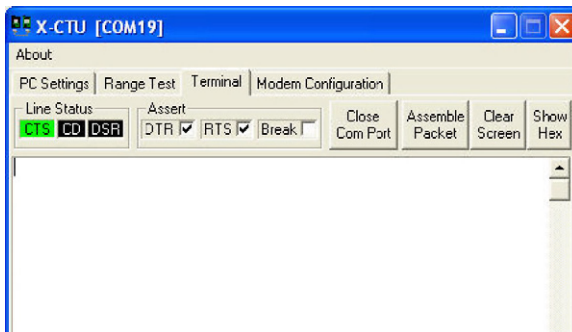 X-CTU [COM19]
About
PC Settings Range Test Terminal Modem Configuration
Line Status Assert
CTS CD DSR DTR RTS Break
Close Com Port
Assemble Packet
Clear Screen
Show Hex